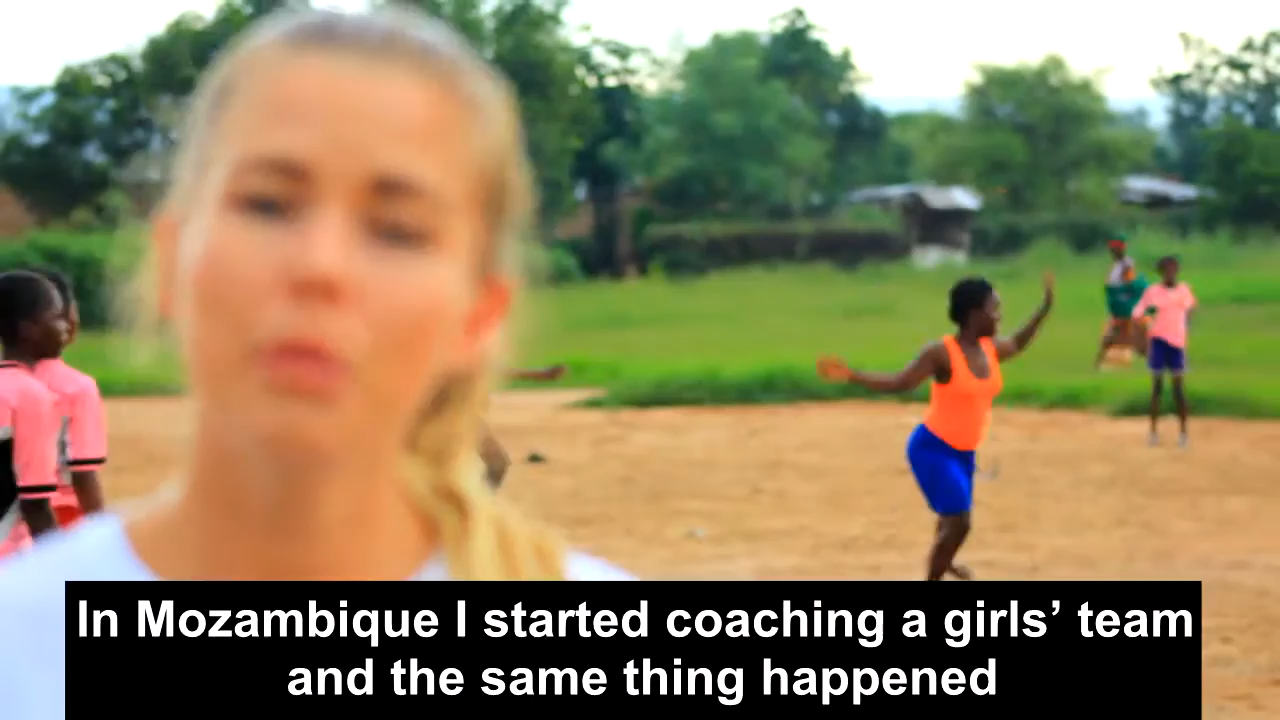 In Mozambique I started coaching a girls’ team
and the same thing happened